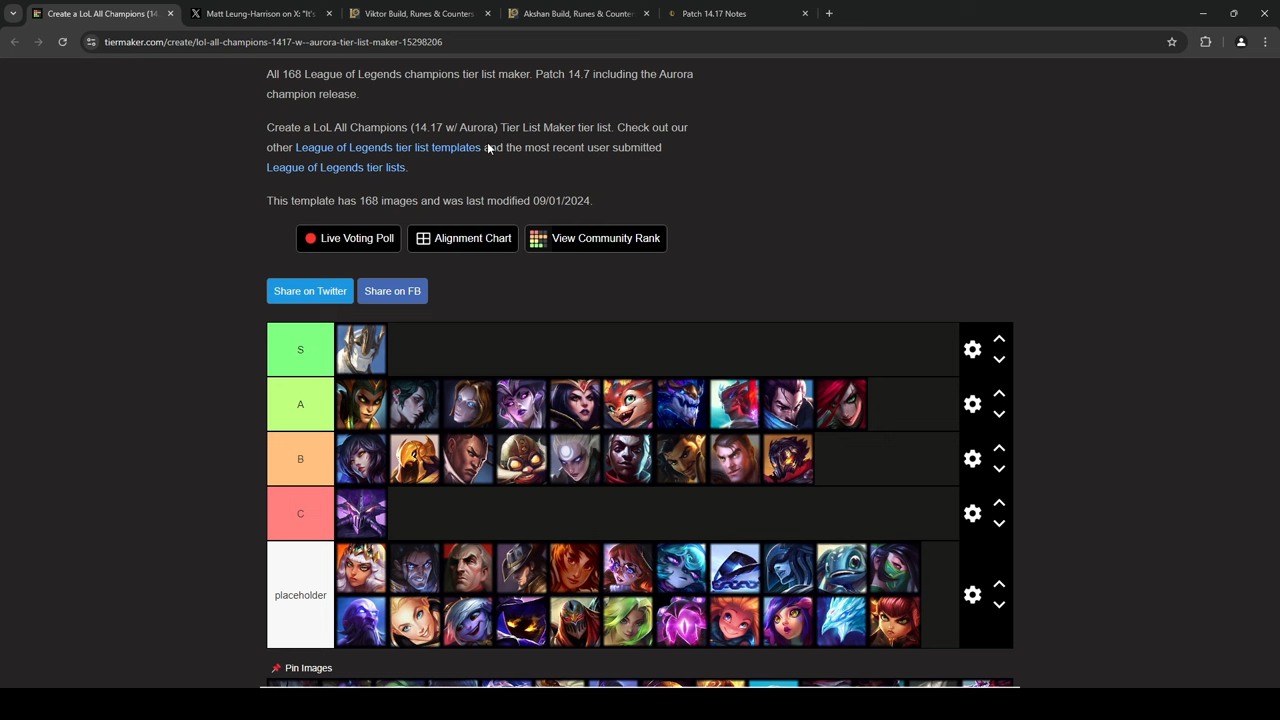 Create a LoL All Champions (14.
Matt Leung-Harrison on X: "It's
Viktor Build, Runes & Counters
Akshan Build, Runes & Counte
Patch 14.17 Notes
tiermaker.com/create/lol-all-champions-1417-w--aurora-tier-list-maker-15298206
All 168 League of Legends champions tier list maker. Patch 14.7 including the Aurora
champion release.
Create a LoL All Champions (14.17 w/ Aurora) Tier List Maker tier list. Check out our
other League of Legends tier list templates and the most recent user submitted
League of Legends tier lists.
This template has 168 images and was last modified 09/01/2024.
Live Voting Poll
Alignment Chart
View Community Rank
Share on Twitter
Share on FB
S
A
B
C
placeholder
Pin Images